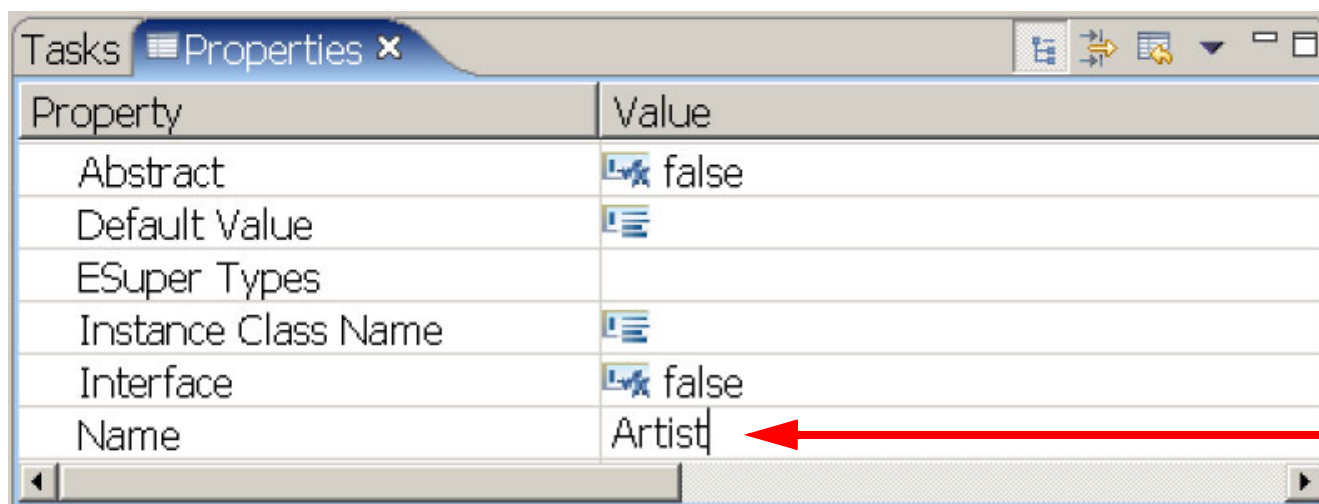 Tasks Properties
Property Value
Abstract false
Default Value
ESuper Types
Instance Class Name
Interface false
Name Artist